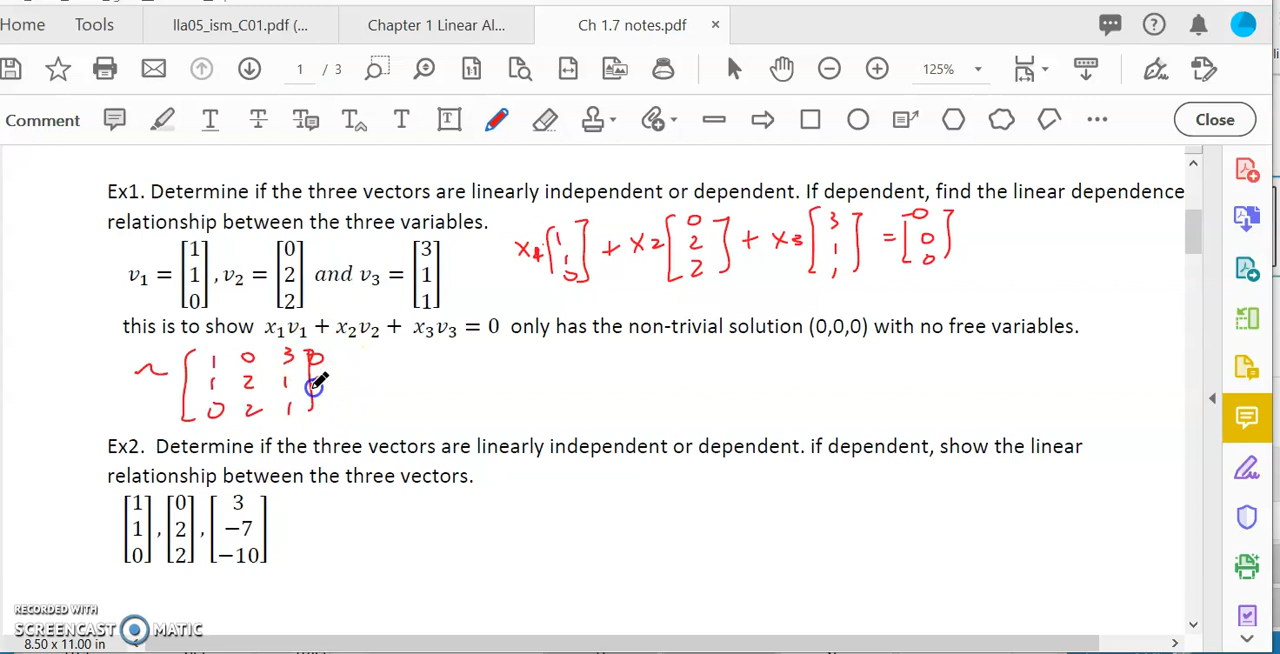 Home Tools lla05_ism_C01.pdf (... Chapter 1 Linear Al... Ch 1.7 notes.pdf ×
1 / 3 125%
Comment Close
Ex1. Determine if the three vectors are linearly independent or dependent. If dependent, find the linear dependence
relationship between the three variables.
x1 [1 1 0] + x2 [0 2 2] + x3 [3 1 1] = [0 0 0]
v₁ = [1 1 0], v₂ = [0 2 2] and v₃ = [3 1 1]
this is to show x₁v₁ + x₂v₂ + x₃v₃ = 0 only has the non-trivial solution (0,0,0) with no free variables.
~ [1 0 3 0
1 2 1
0 2 1
Ex2. Determine if the three vectors are linearly independent or dependent. if dependent, show the linear
relationship between the three vectors.
[1 1 0], [0 2 2], [3 −7 −10]
RECORDED WITH
SCREENCAST MATIC
8.50 x 11.00 in